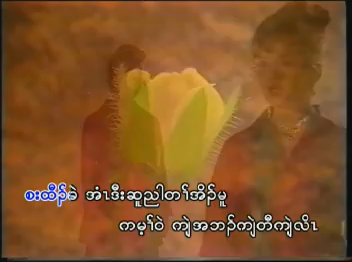 စးထီၣ်ခဲ အံၤဒီးဆူညါတၢ်အိၣ်မူ
ကမ့ၢ်ဝဲ ကျဲအဘၣ်ကျဲတီကျဲလိၤ